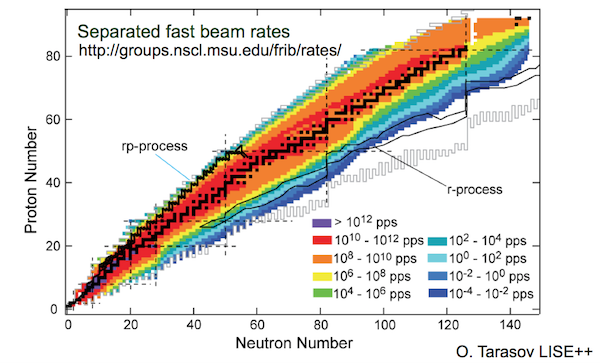 Separated fast beam rates
http://groups.nscl.msu.edu/frib/rates/
Proton Number
80
60
40
20
0
rp-process
r-process
> 10¹² pps
10¹⁰ - 10¹² pps
10⁸ - 10¹⁰ pps
10⁶ - 10⁸ pps
10⁴ - 10⁶ pps
10² - 10⁴ pps
10⁰ - 10² pps
10⁻² - 10⁰ pps
10⁻⁴ - 10⁻² pps
0 20 40 60 80 100 120 140
Neutron Number
O. Tarasov LISE++